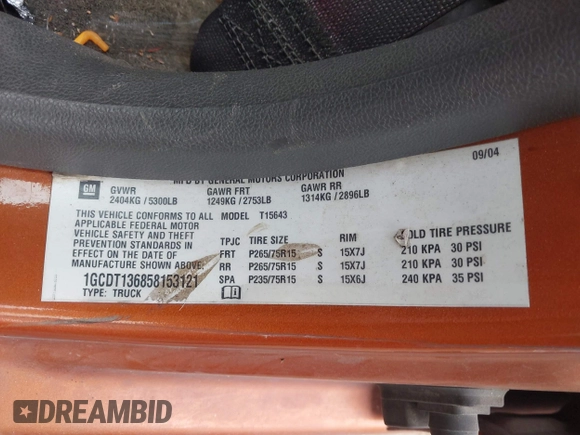 MFD BY GENERAL MOTORS CORPORATION 09/04
GM GVWR GAWR FRT GAWR RR
2404KG / 5300LB 1249KG / 2753LB 1314KG / 2896LB
THIS VEHICLE CONFORMS TO ALL MODEL T15643
APPLICABLE FEDERAL MOTOR
VEHICLE SAFETY AND THEFT COLD TIRE PRESSURE
PREVENTION STANDARDS IN TPJC TIRE SIZE RIM
EFFECT ON THE DATE OF FRT P265/75R15 S 15X7J 210 KPA 30 PSI
MANUFACTURE SHOWN ABOVE. RR P265/75R15 S 15X7J 210 KPA 30 PSI
1GCDT136858153121 SPA P235/75R15 S 15X6J 240 KPA 35 PSI
TYPE: TRUCK
DREAMBID